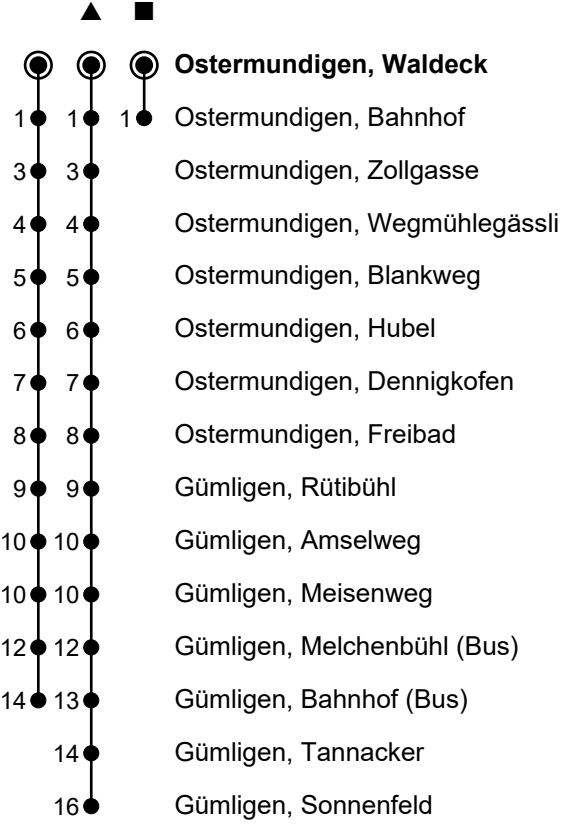 ▲ ■
Ostermundigen, Waldeck
1 1 1 Ostermundigen, Bahnhof
3 3 Ostermundigen, Zollgasse
4 4 Ostermundigen, Wegmühlegässli
5 5 Ostermundigen, Blankweg
6 6 Ostermundigen, Hubel
7 7 Ostermundigen, Dennigkofen
8 8 Ostermundigen, Freibad
9 9 Gümligen, Rütibühl
10 10 Gümligen, Amselweg
10 10 Gümligen, Meisenweg
12 12 Gümligen, Melchenbühl (Bus)
14 13 Gümligen, Bahnhof (Bus)
14 Gümligen, Tannacker
16 Gümligen, Sonnenfeld